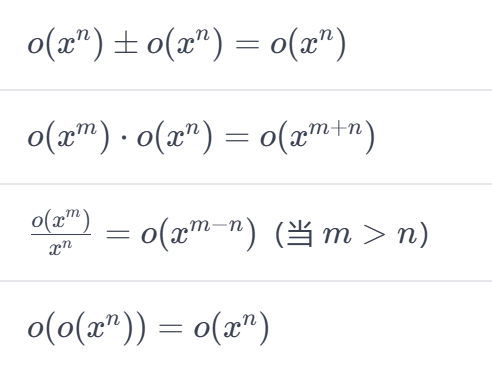 o(xⁿ) ± o(xⁿ) = o(xⁿ)
o(xᵐ) · o(xⁿ) = o(xᵐ⁺ⁿ)
o(xᵐ)/xⁿ = o(xᵐ⁻ⁿ) (当 m > n)
o(o(xⁿ)) = o(xⁿ)